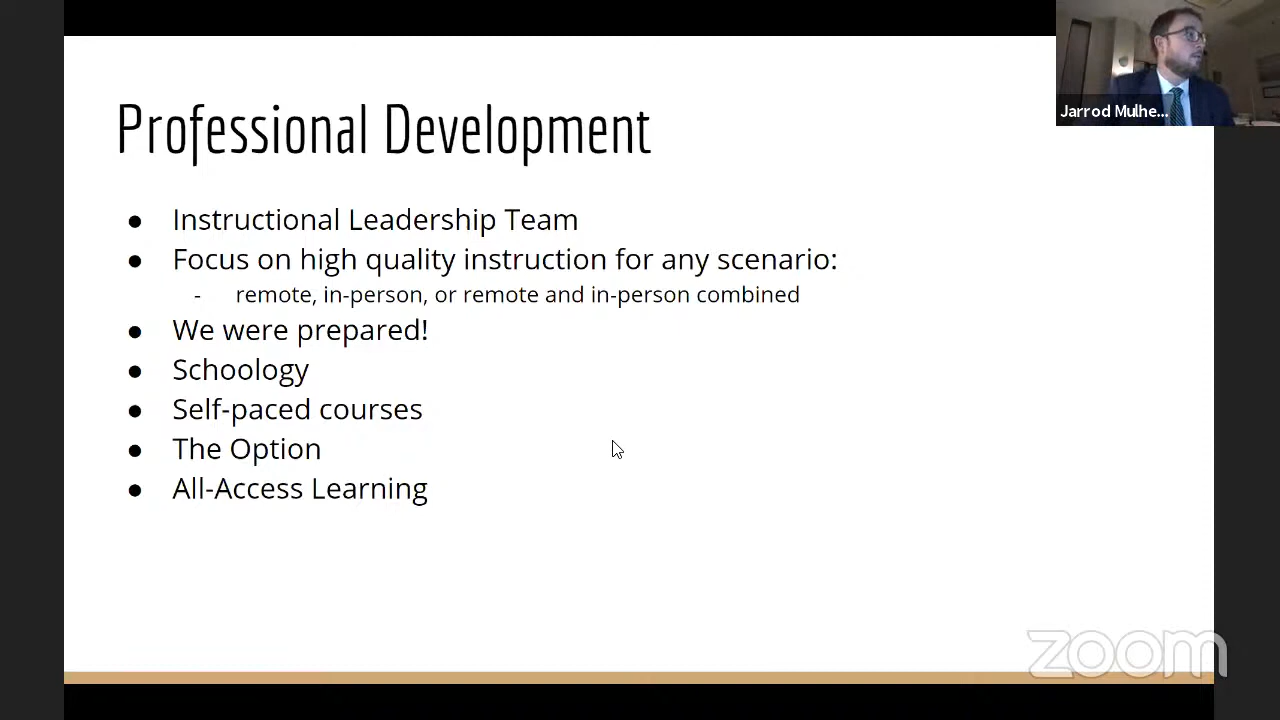 Professional Development
● Instructional Leadership Team
● Focus on high quality instruction for any scenario:
- remote, in-person, or remote and in-person combined
● We were prepared!
● Schoology
● Self-paced courses
● The Option
● All-Access Learning
Jarrod Mulhe...
zoom